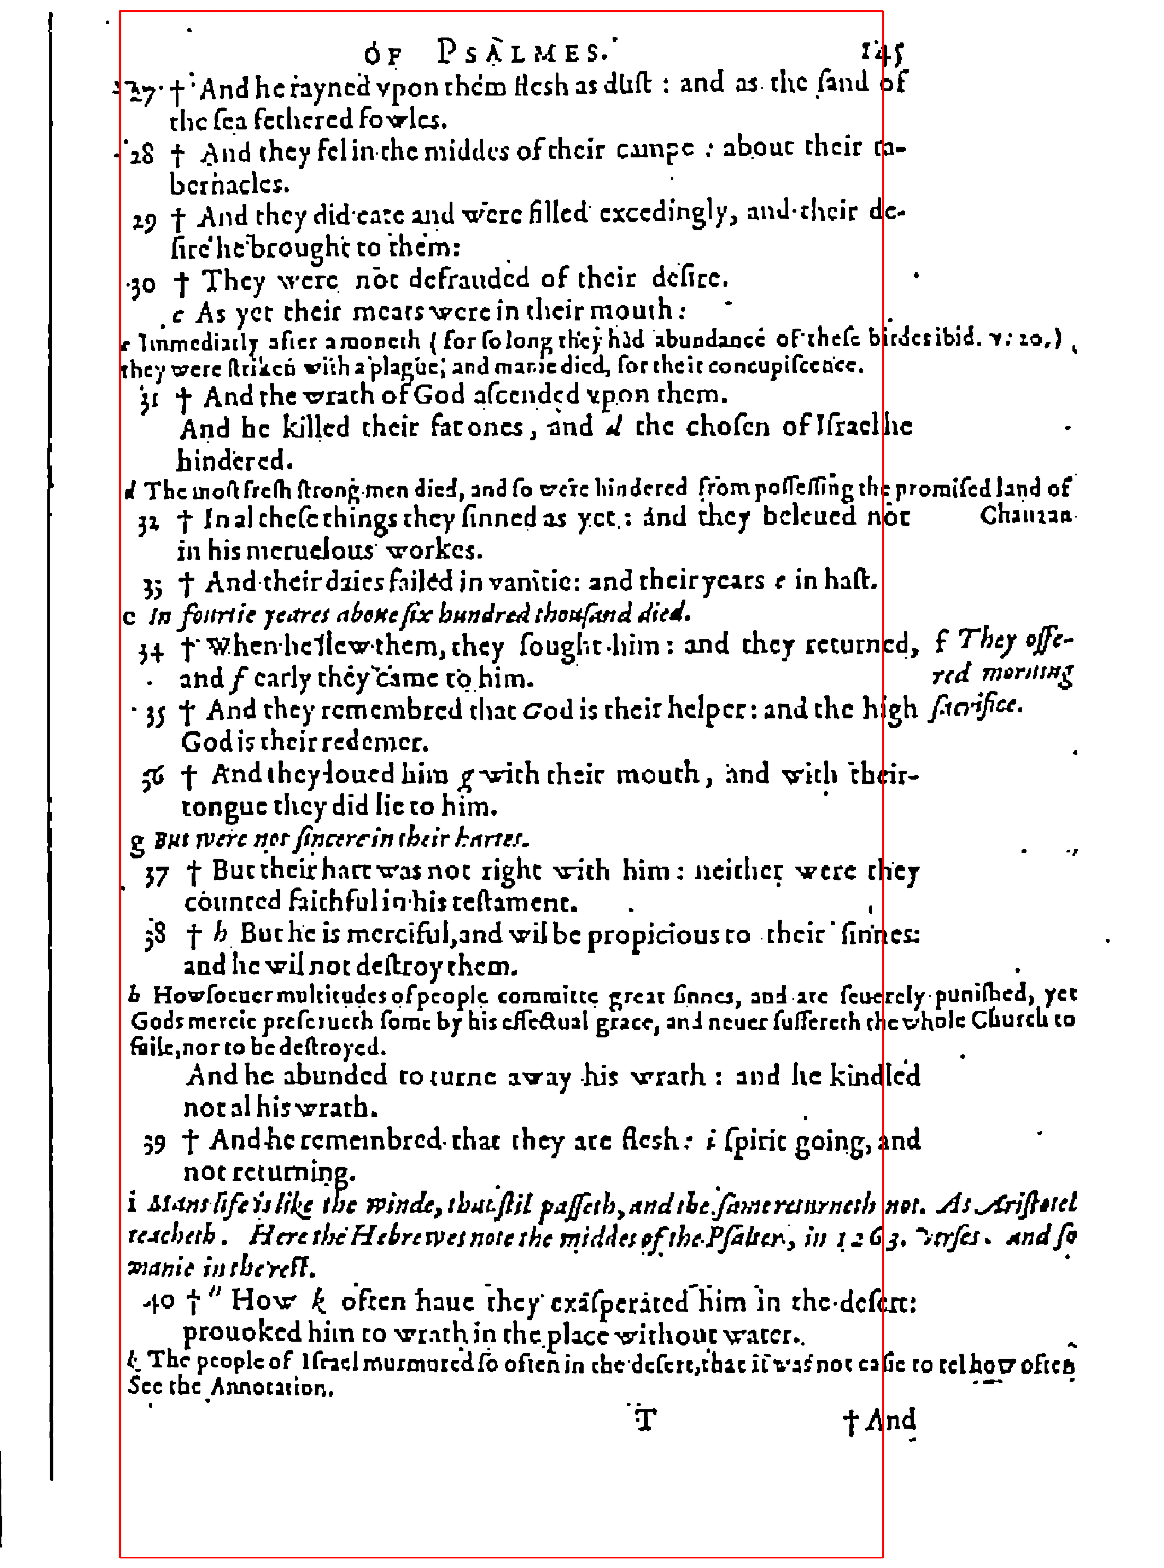 OF PSALMES. 145
27 † And he rayned vpon them flesh as dust : and as the sand of
the sea fethered fowles.
28 † And they fel in the middes of their campe : about their ta-
bernacles.
29 † And they did eate and were filled excedingly, and their de-
sire he brought to them:
30 † They were not defrauded of their desire.
c As yet their meats were in their mouth :
c Immediatly after a moneth ( for so long they had abundance of these birdes ibid. v: 20.)
they were striken with a plague; and manie died, for their concupiscence.
31 † And the wrath of God ascended vpon them.
And he killed their fat ones, and d the chosen of Israel he
hindered.
d The most fresh strong men died, and so were hindered from possessing the promised land of
Chanaan.
32 † In al these things they sinned as yet : and they beleued not
in his meruelous workes.
33 † And their daies failed in vanitie: and their years e in hast.
e In fourtie yeares aboue six hundred thousand died.
34 † When he slew them, they sought him : and they returned,
and f early they came to him.
f They offe-
red morning
sacrifice.
35 † And they remembred that God is their helper: and the high
God is their redemer.
36 † And they loued him g with their mouth, and with their
tongue they did lie to him.
g But were not sincere in their hartes.
37 † But their hart was not right with him : neither were they
counted faithful in his testament.
38 † h But he is merciful, and wil be propicious to their sinnes:
and he wil not destroy them.
h Howsoeuer multitudes of people committe great sinnes, and are seuerely punished, yet
Gods mercie preserueth some by his effectual grace, and neuer suffereth the whole Church to
faile, nor to be destroyed.
And he abunded to turne away his wrath : and he kindled
not al his wrath.
39 † And he remembred that they are flesh: i spirit going, and
not returning.
i Mans life is like the winde, that stil passeth, and the same returneth not. As Aristotel
teacheth. Here the Hebrewes note the middes of the Psalter, in 1263. Verses. and so
manie in the rest.
40 † " How k often haue they exasperated him in the desert:
prouoked him to wrath in the place without water.
k The people of Israel murmured so often in the desert, that it was not easie to tel how often
See the Annotation.
T † And